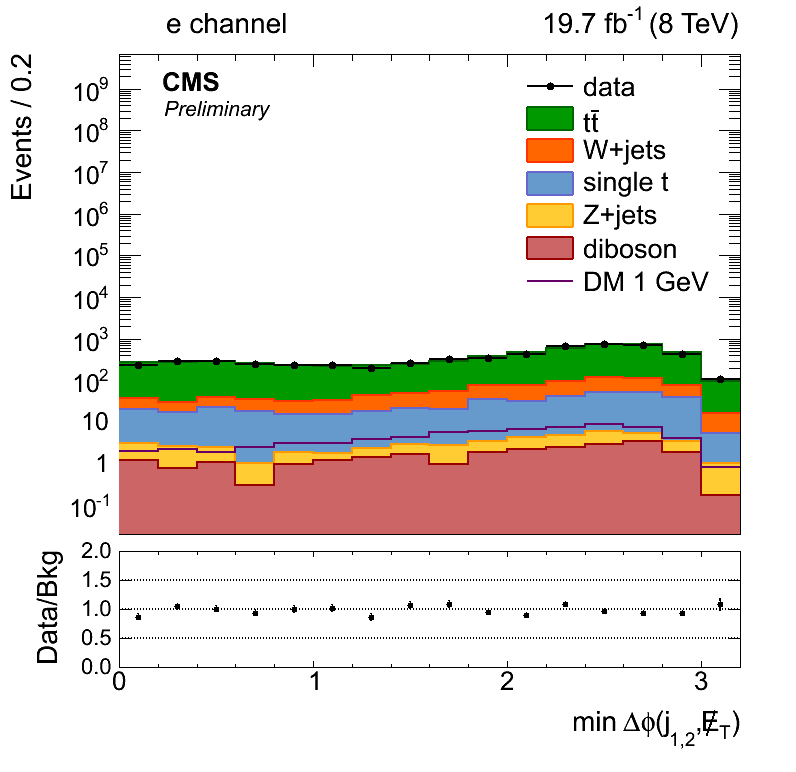 e channel 19.7 fb⁻¹ (8 TeV)
CMS
Preliminary
Events / 0.2
10⁹
10⁸
10⁷
10⁶
10⁵
10⁴
10³
10²
10
1
10⁻¹
data
tt̄
W+jets
single t
Z+jets
diboson
DM 1 GeV
Data/Bkg
2.0
1.5
1.0
0.5
0.0
0 1 2 3
min Δϕ(j₁,₂,E̸_T)